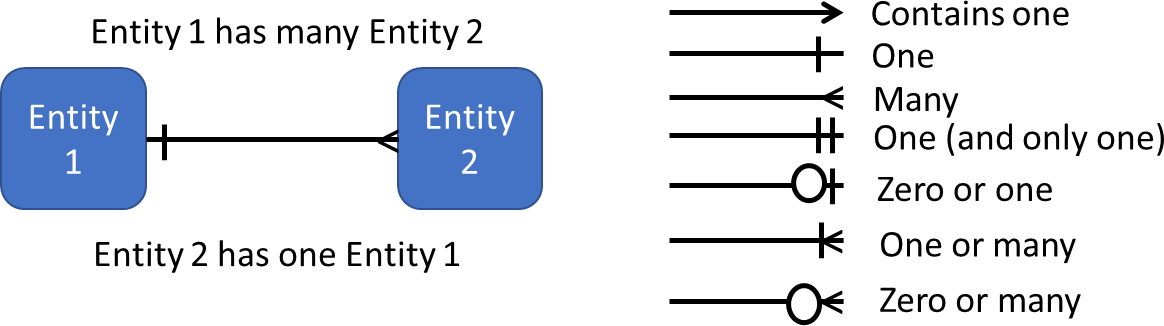 Entity 1 has many Entity 2
Entity
1
Entity
2
Entity 2 has one Entity 1
Contains one
One
Many
One (and only one)
Zero or one
One or many
Zero or many